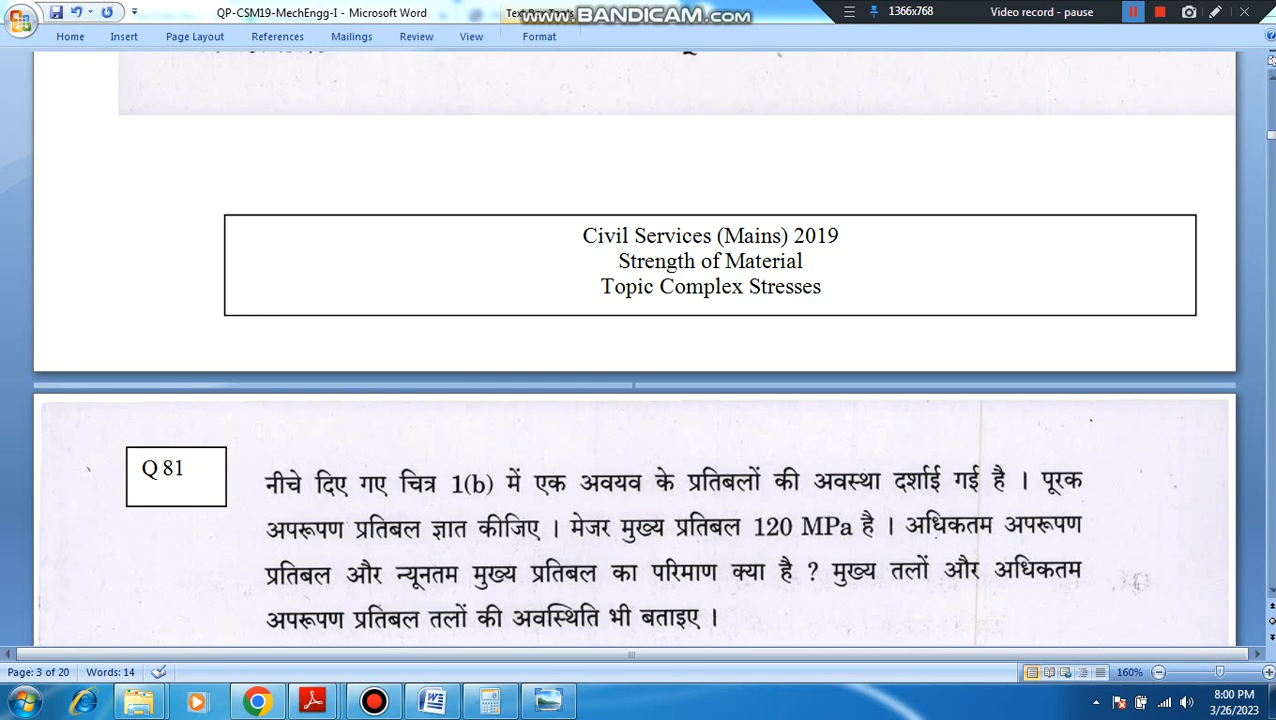 QP-CSM19-MechEngg-I - Microsoft Word
www.BANDICAM.com
1366x768
Video record - pause
Home Insert Page Layout References Mailings Review View Format
Civil Services (Mains) 2019
Strength of Material
Topic Complex Stresses
Q 81
नीचे दिए गए चित्र 1(b) में एक अवयव के प्रतिबलों की अवस्था दर्शाई गई है । पूरक
अपरूपण प्रतिबल ज्ञात कीजिए । मेजर मुख्य प्रतिबल 120 MPa है । अधिकतम अपरूपण
प्रतिबल और न्यूनतम मुख्य प्रतिबल का परिमाण क्या है ? मुख्य तलों और अधिकतम
अपरूपण प्रतिबल तलों की अवस्थिति भी बताइए ।
Page: 3 of 20 Words: 14 160%
8:00 PM
3/26/2023